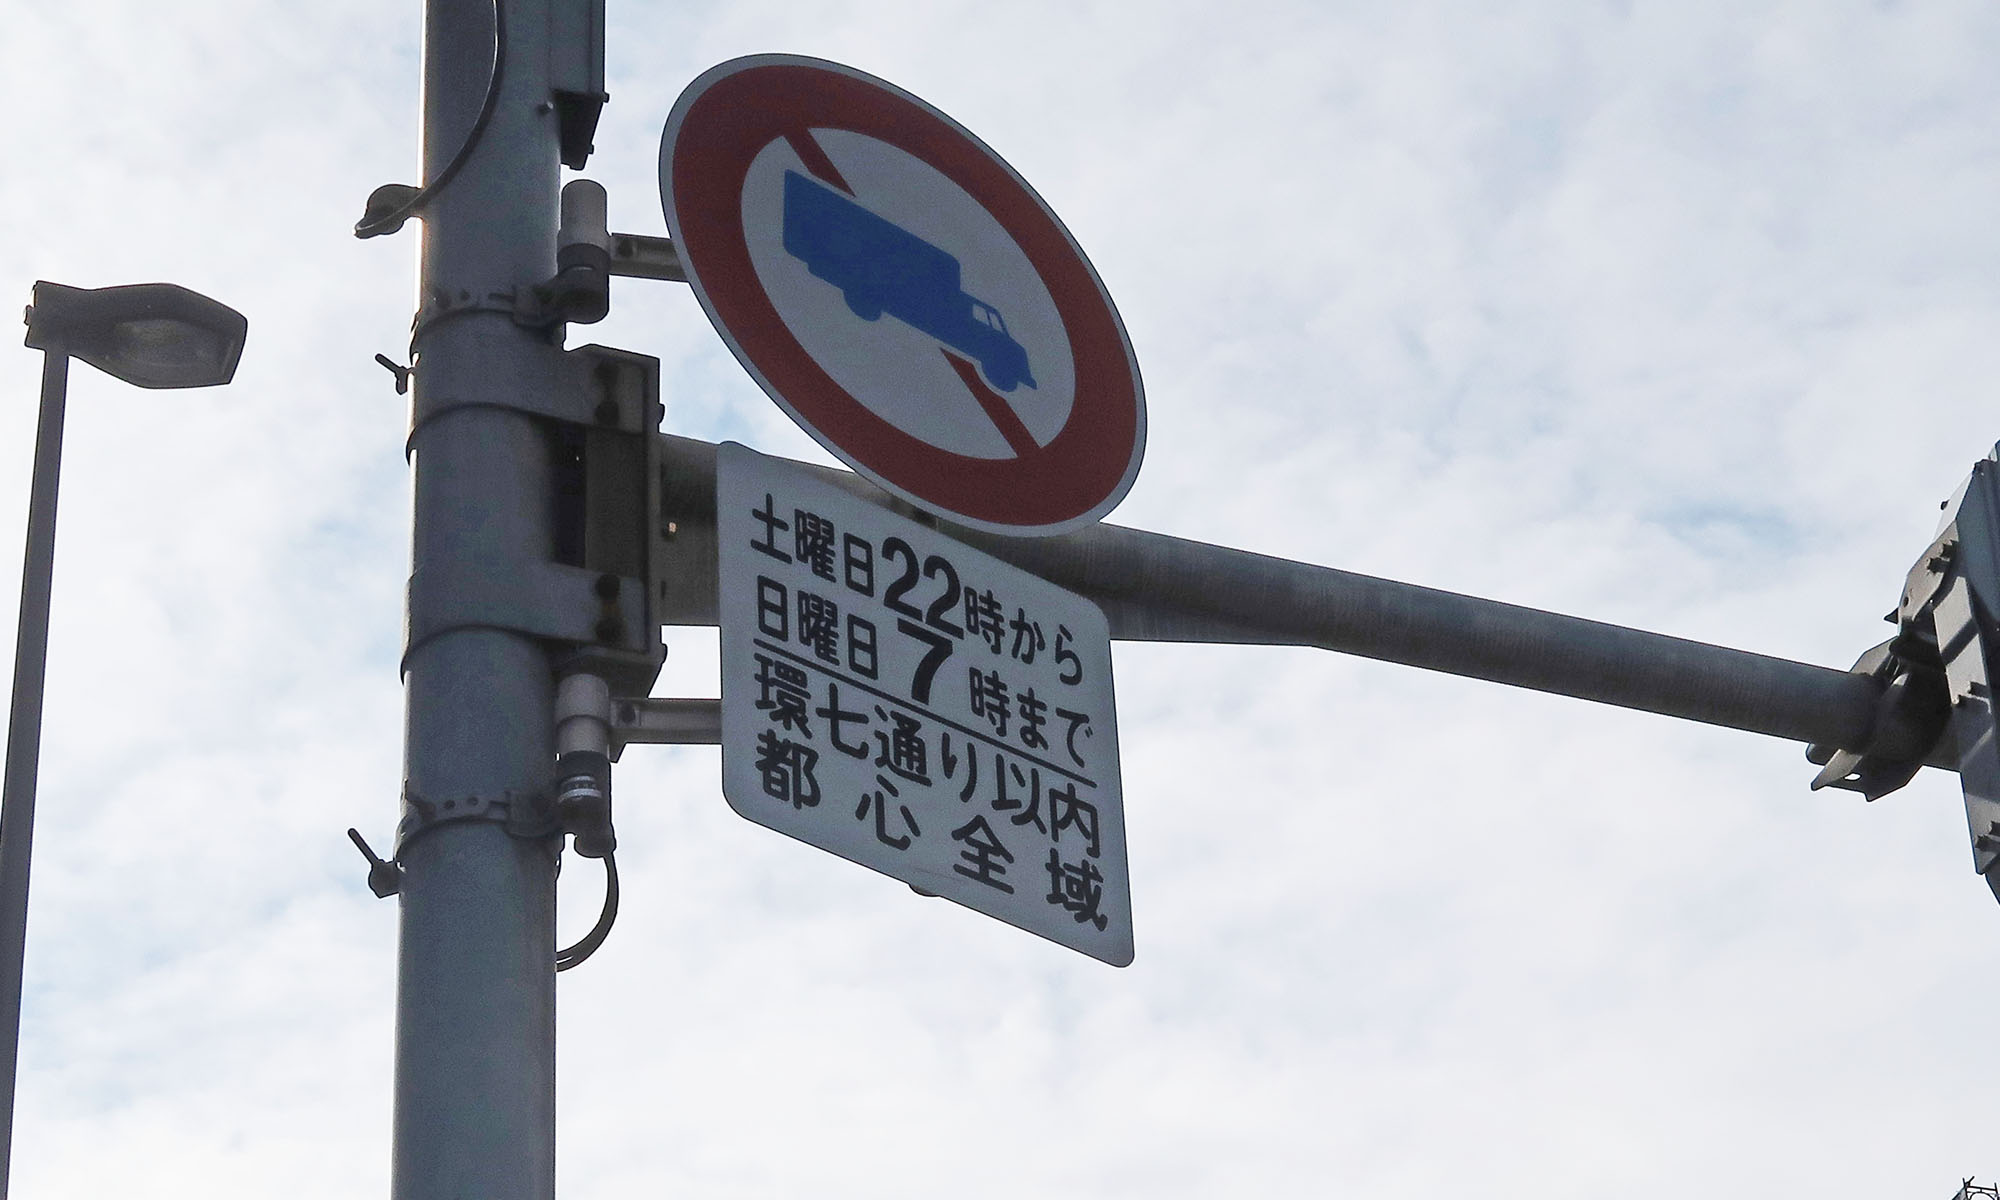 土曜日22時から
日曜日7時まで
環七通り以内
都心全域